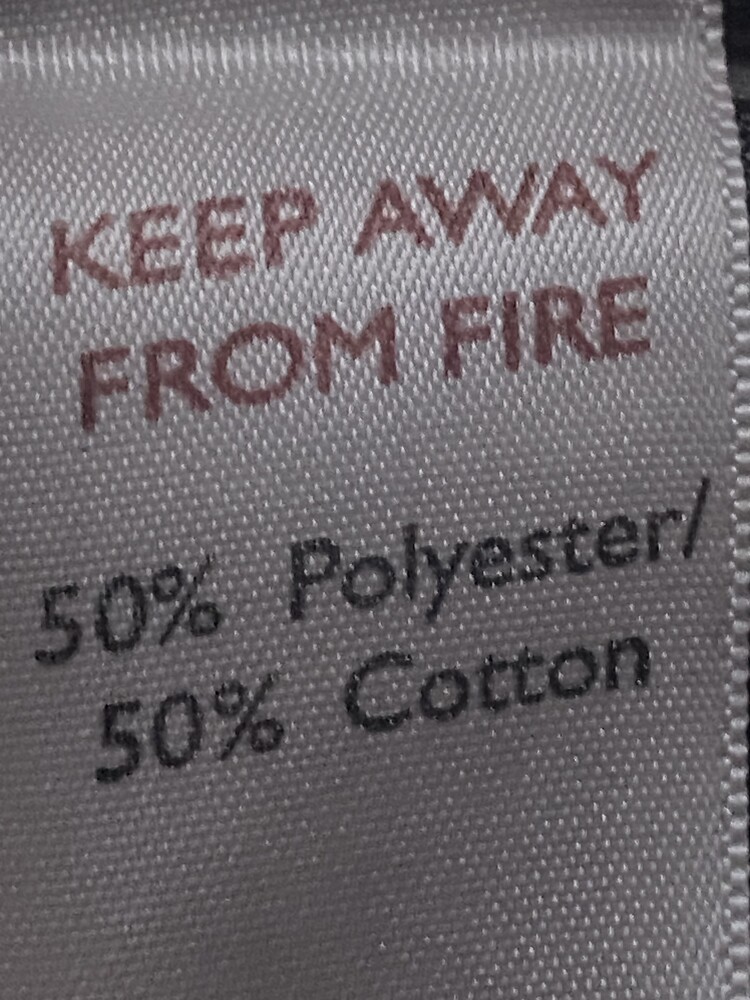 KEEP AWAY
FROM FIRE
50% Polyester/
50% Cotton